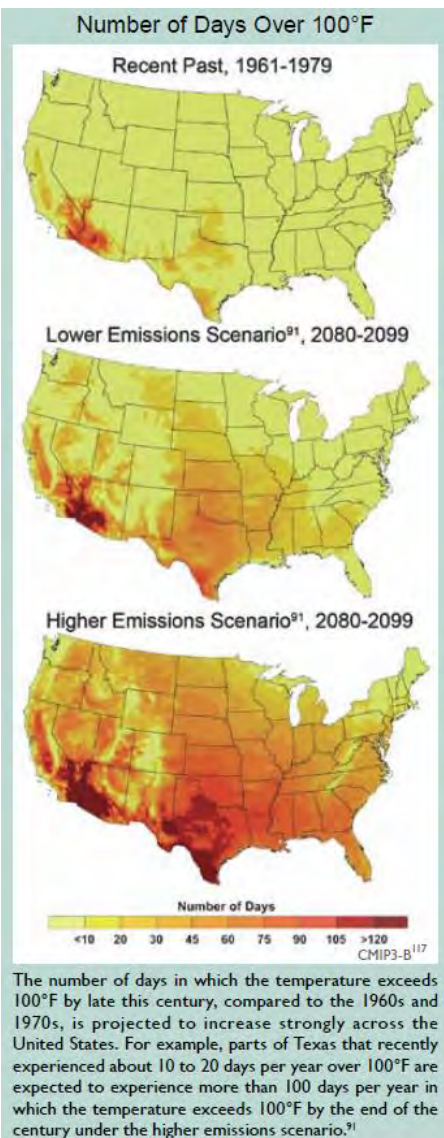 Number of Days Over 100°F
Recent Past, 1961-1979
Lower Emissions Scenario⁹¹, 2080-2099
Higher Emissions Scenario⁹¹, 2080-2099
Number of Days
<10 20 30 45 60 75 90 105 >120
CMIP3-B¹¹⁷
The number of days in which the temperature exceeds
100°F by late this century, compared to the 1960s and
1970s, is projected to increase strongly across the
United States. For example, parts of Texas that recently
experienced about 10 to 20 days per year over 100°F are
expected to experience more than 100 days per year in
which the temperature exceeds 100°F by the end of the
century under the higher emissions scenario.⁹¹